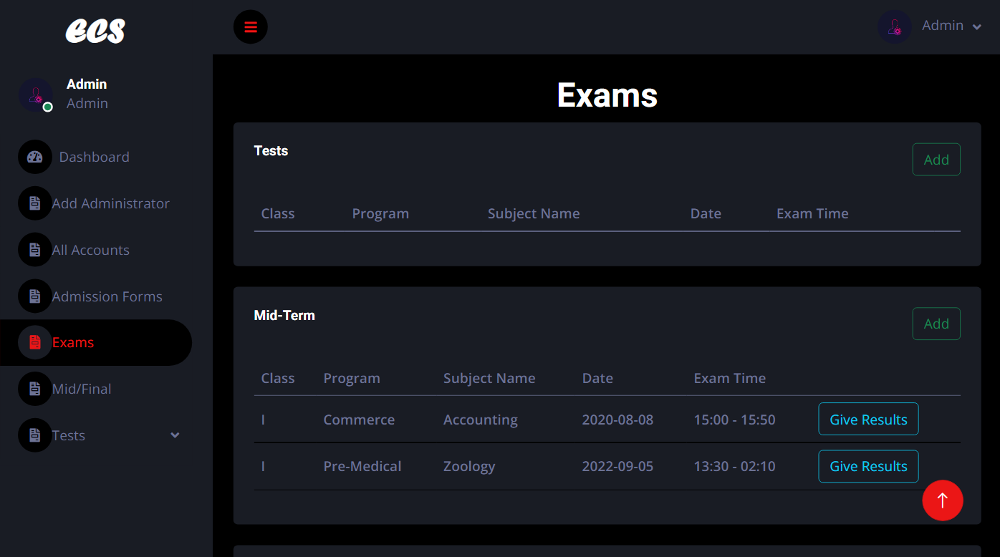 ECS
Admin
Admin
Admin
Dashboard
Add Administrator
All Accounts
Admission Forms
Exams
Mid/Final
Tests
Exams
Tests
Add
Class Program Subject Name Date Exam Time
Mid-Term
Add
Class Program Subject Name Date Exam Time
I Commerce Accounting 2020-08-08 15:00 - 15:50 Give Results
I Pre-Medical Zoology 2022-09-05 13:30 - 02:10 Give Results